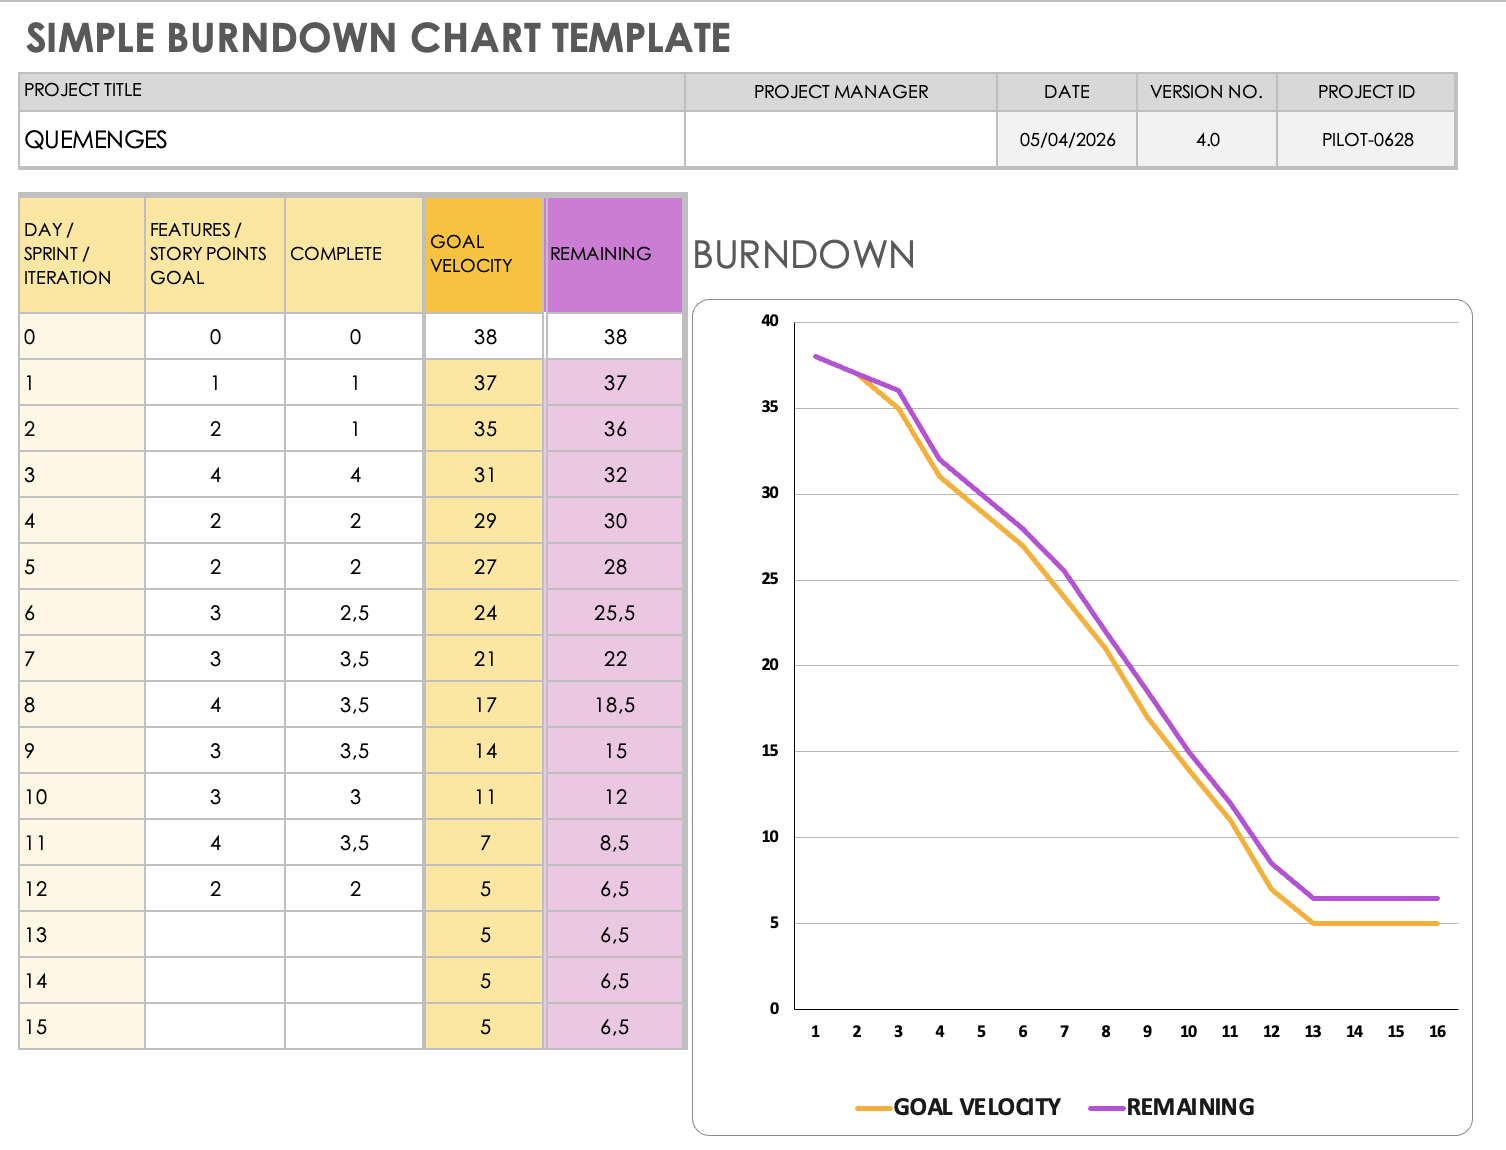 SIMPLE BURNDOWN CHART TEMPLATE
PROJECT TITLE PROJECT MANAGER DATE VERSION NO. PROJECT ID
QUEMENGES 05/04/2026 4.0 PILOT-0628
DAY /
SPRINT /
ITERATION
FEATURES /
STORY POINTS
GOAL
COMPLETE
GOAL
VELOCITY
REMAINING
0 0 0 38 38
1 1 1 37 37
2 2 1 35 36
3 4 4 31 32
4 2 2 29 30
5 2 2 27 28
6 3 2,5 24 25,5
7 3 3,5 21 22
8 4 3,5 17 18,5
9 3 3,5 14 15
10 3 3 11 12
11 4 3,5 7 8,5
12 2 2 5 6,5
13 5 6,5
14 5 6,5
15 5 6,5
BURNDOWN
40
35
30
25
20
15
10
5
0
1 2 3 4 5 6 7 8 9 10 11 12 13 14 15 16
GOAL VELOCITY REMAINING